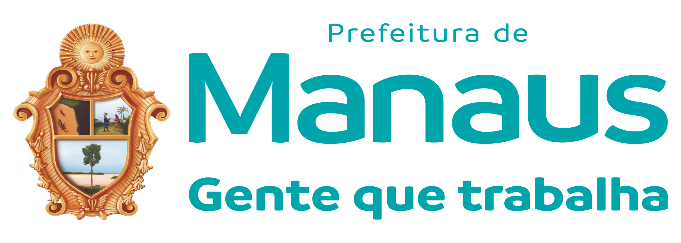 Prefeitura de
Manaus
Gente que trabalha